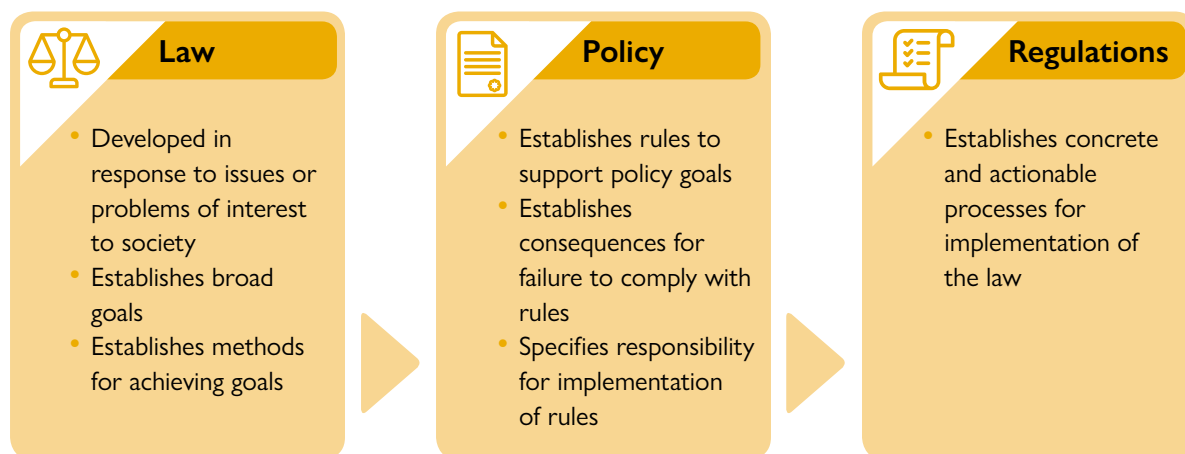 Law
• Developed in
response to issues or
problems of interest
to society
• Establishes broad
goals
• Establishes methods
for achieving goals
Policy
• Establishes rules to
support policy goals
• Establishes
consequences for
failure to comply with
rules
• Specifies responsibility
for implementation
of rules
Regulations
• Establishes concrete
and actionable
processes for
implementation of
the law